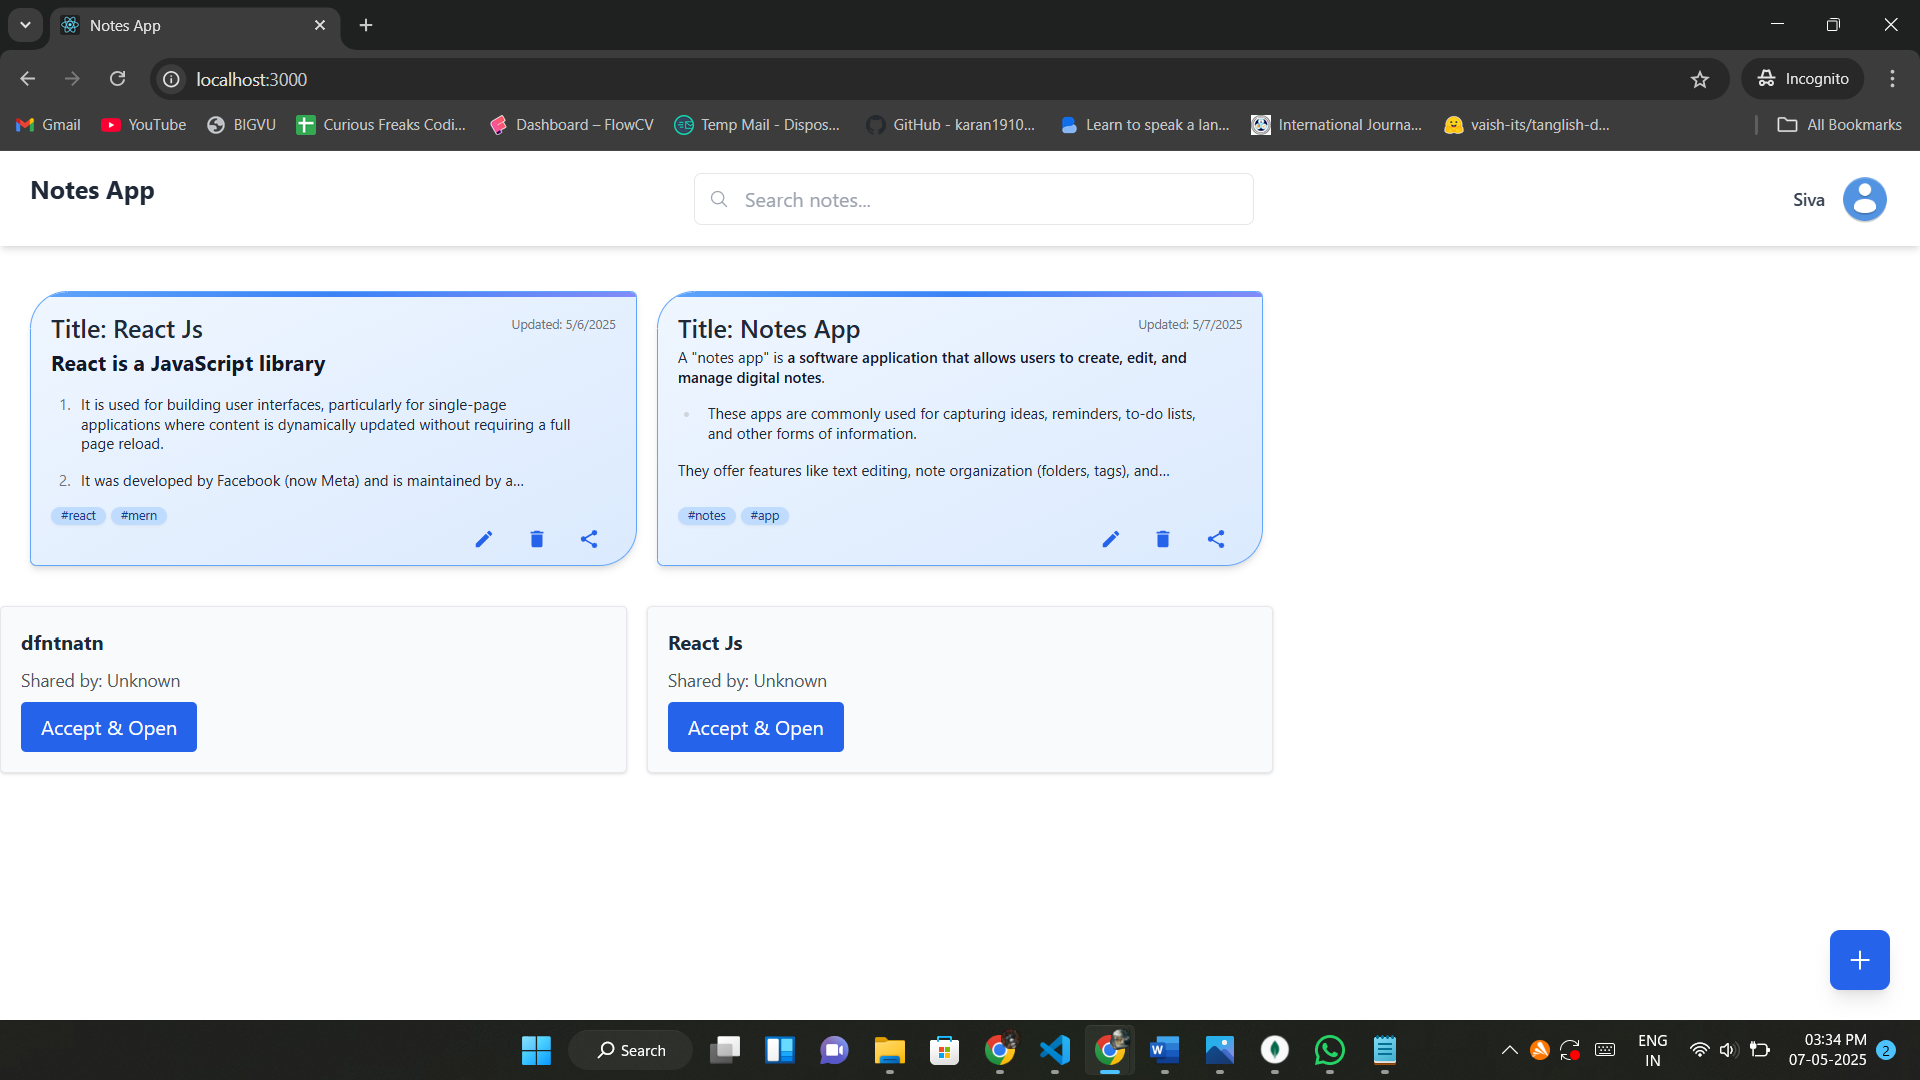 Notes App
localhost:3000
Incognito
Gmail
YouTube
BIGVU
Curious Freaks Codi...
Dashboard – FlowCV
Temp Mail - Dispos...
GitHub - karan1910...
Learn to speak a lan...
International Journa...
vaish-its/tanglish-d...
All Bookmarks
Notes App
Search notes...
Siva
Title: React Js
Updated: 5/6/2025
React is a JavaScript library
1. It is used for building user interfaces, particularly for single-page
applications where content is dynamically updated without requiring a full
page reload.
2. It was developed by Facebook (now Meta) and is maintained by a...
#react #mern
Title: Notes App
Updated: 5/7/2025
A "notes app" is a software application that allows users to create, edit, and
manage digital notes.
These apps are commonly used for capturing ideas, reminders, to-do lists,
and other forms of information.
They offer features like text editing, note organization (folders, tags), and...
#notes #app
dfntnatn
Shared by: Unknown
Accept & Open
React Js
Shared by: Unknown
Accept & Open
Search
ENG
IN
03:34 PM
07-05-2025
2